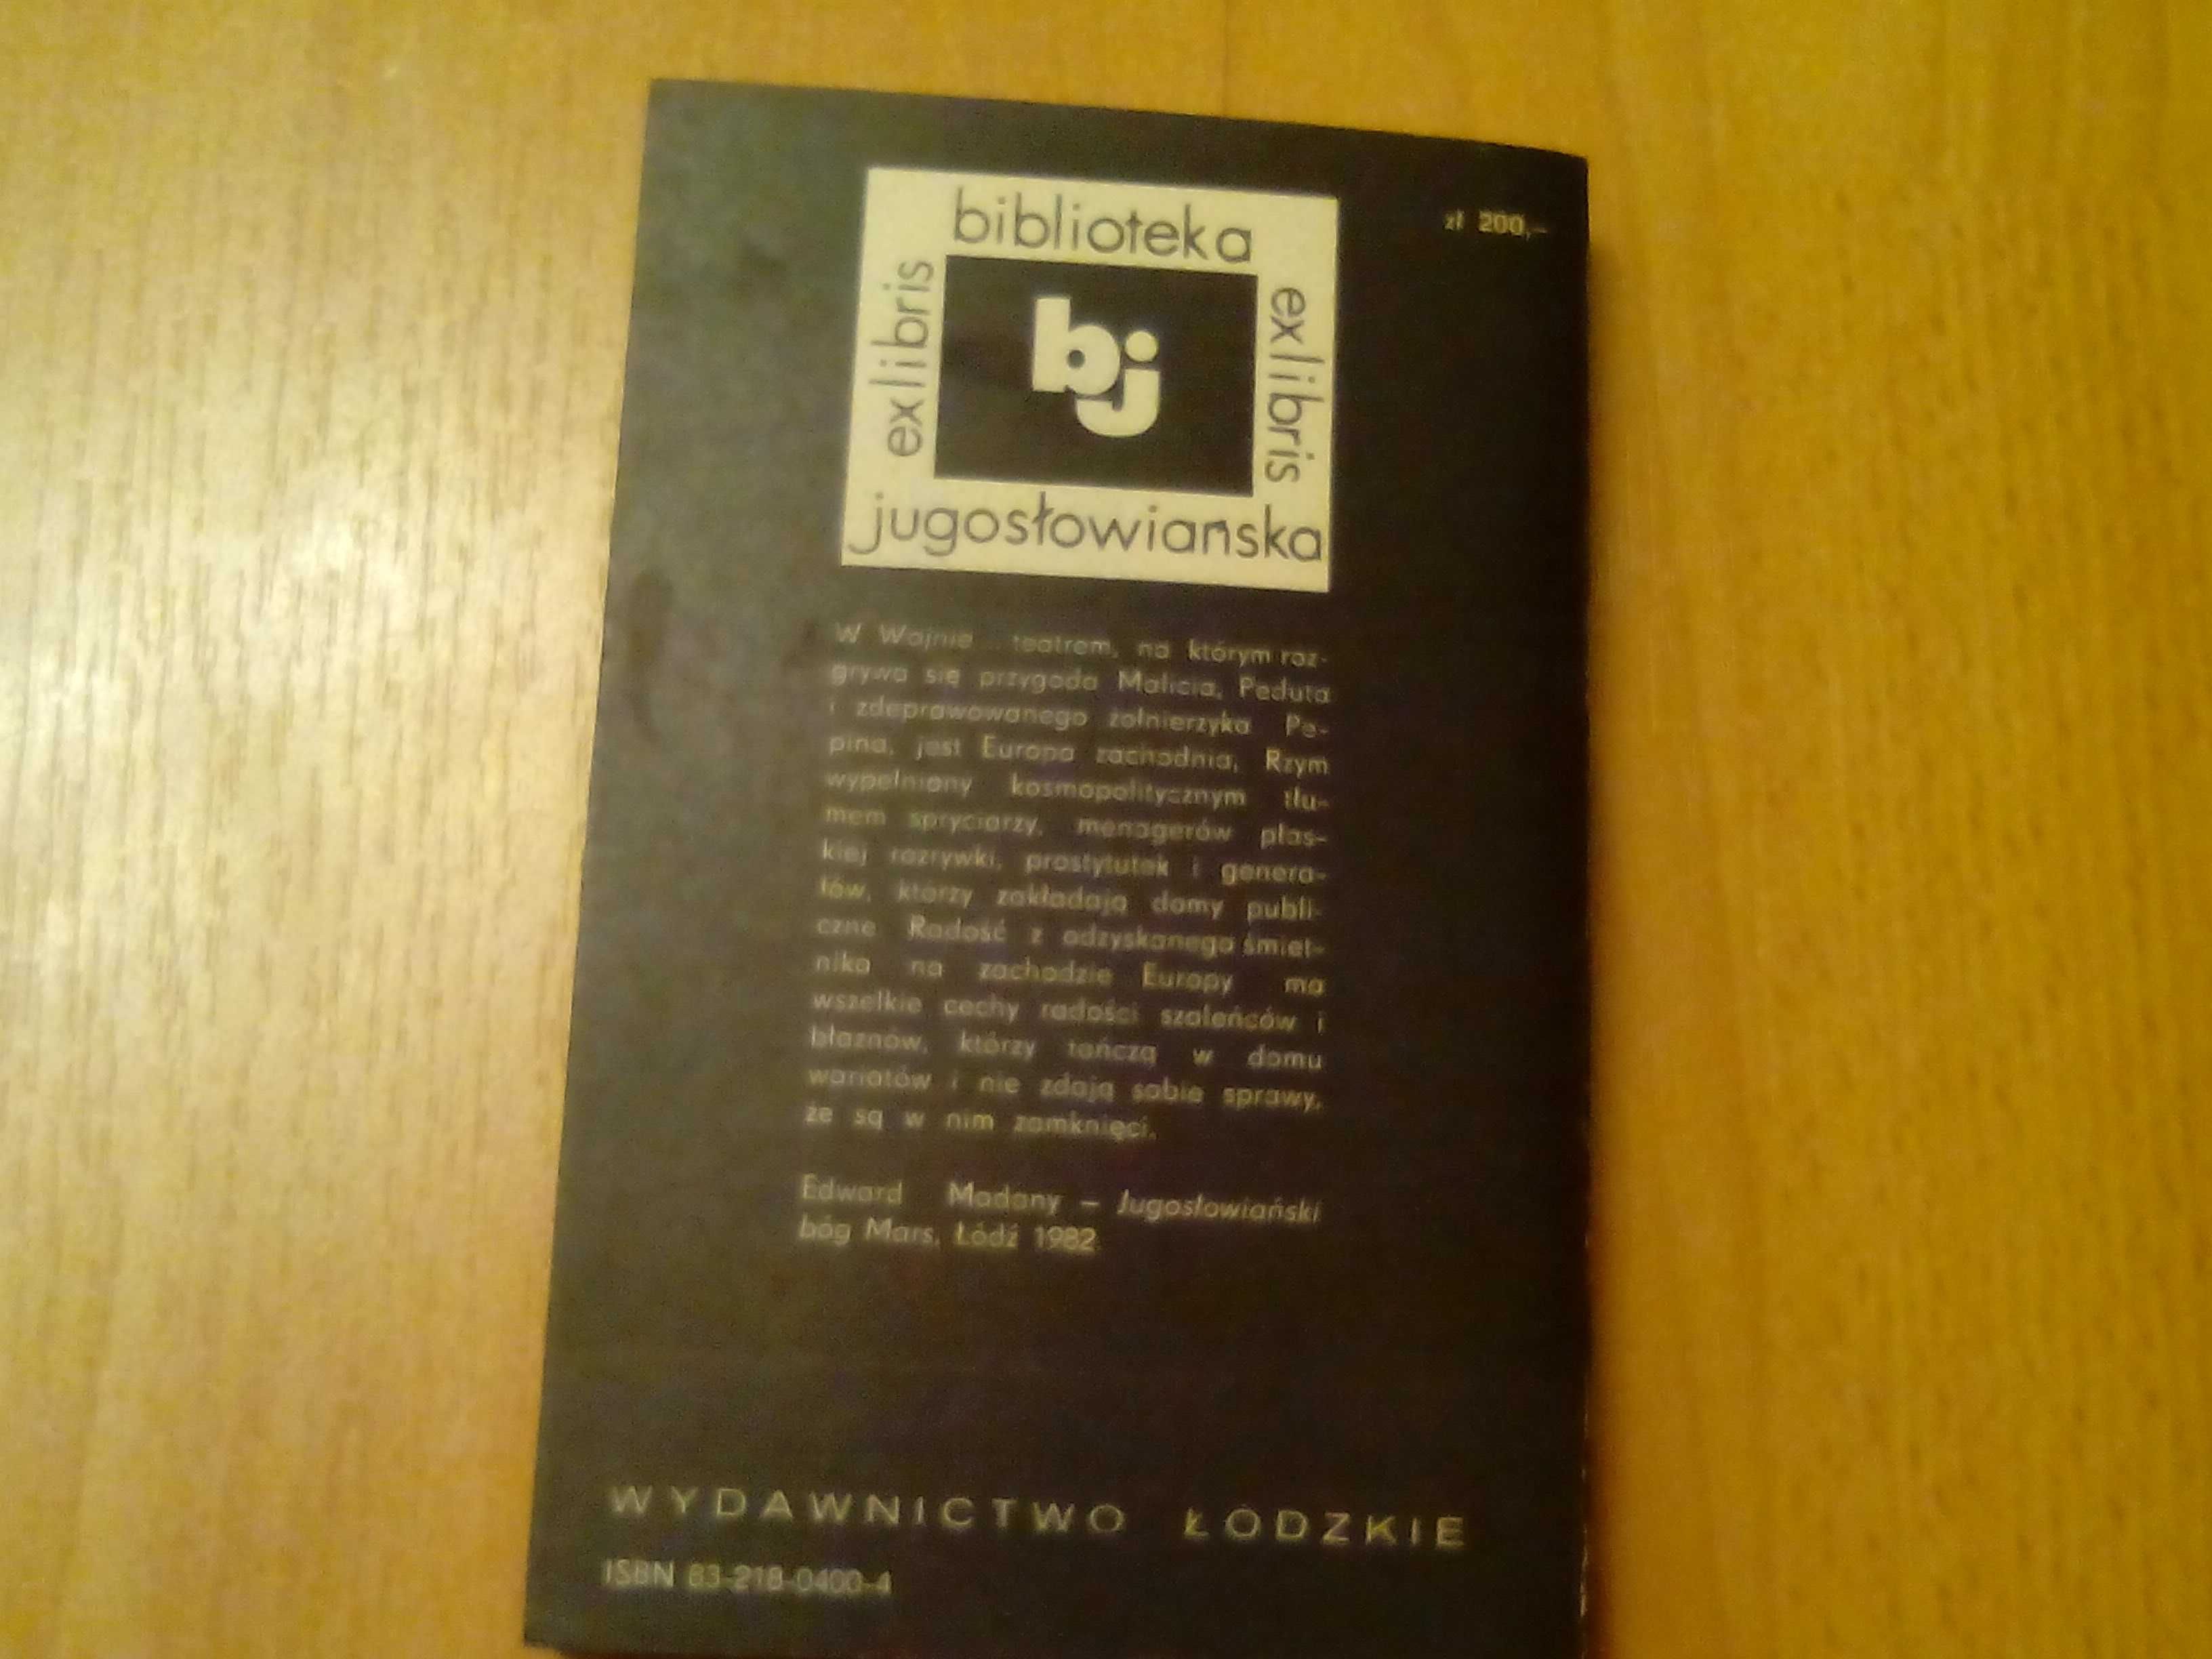 biblioteka
exlibris
bj
exlibris
jugosłowiańska
zł 200,-
W Wojnie... teatrem, na którym roz-
grywa się przygoda Malicia, Peduta
i zdeprawowanego żołnierzyka Pe-
pina, jest Europa zachodnia, Rzym
wypełniony kosmopolitycznym tłu-
mem spryciarzy, menagerów płas-
kiej rozrywki, prostytutek i genera-
łów, którzy zakładają domy publi-
czne. Radość z odzyskanego śmiet-
nika na zachodzie Europy ma
wszelkie cechy radości szaleńców i
błaznów, którzy tańczą w domu
wariatów i nie zdają sobie sprawy,
że są w nim zamknięci.
Edward Madany – Jugosłowiański
bóg Mars, Łódź 1982
WYDAWNICTWO ŁÓDZKIE
ISBN 83-218-0400-4